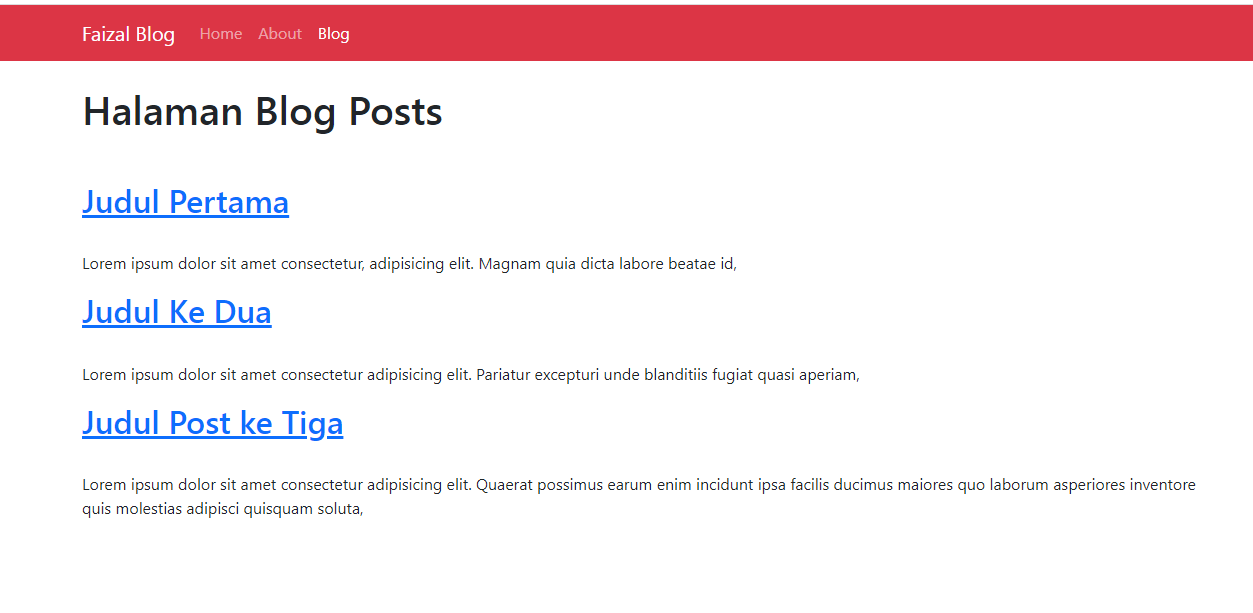 Faizal Blog Home About Blog
Halaman Blog Posts
Judul Pertama
Lorem ipsum dolor sit amet consectetur, adipisicing elit. Magnam quia dicta labore beatae id,
Judul Ke Dua
Lorem ipsum dolor sit amet consectetur adipisicing elit. Pariatur excepturi unde blanditiis fugiat quasi aperiam,
Judul Post ke Tiga
Lorem ipsum dolor sit amet consectetur adipisicing elit. Quaerat possimus earum enim incidunt ipsa facilis ducimus maiores quo laborum asperiores inventore
quis molestias adipisci quisquam soluta,